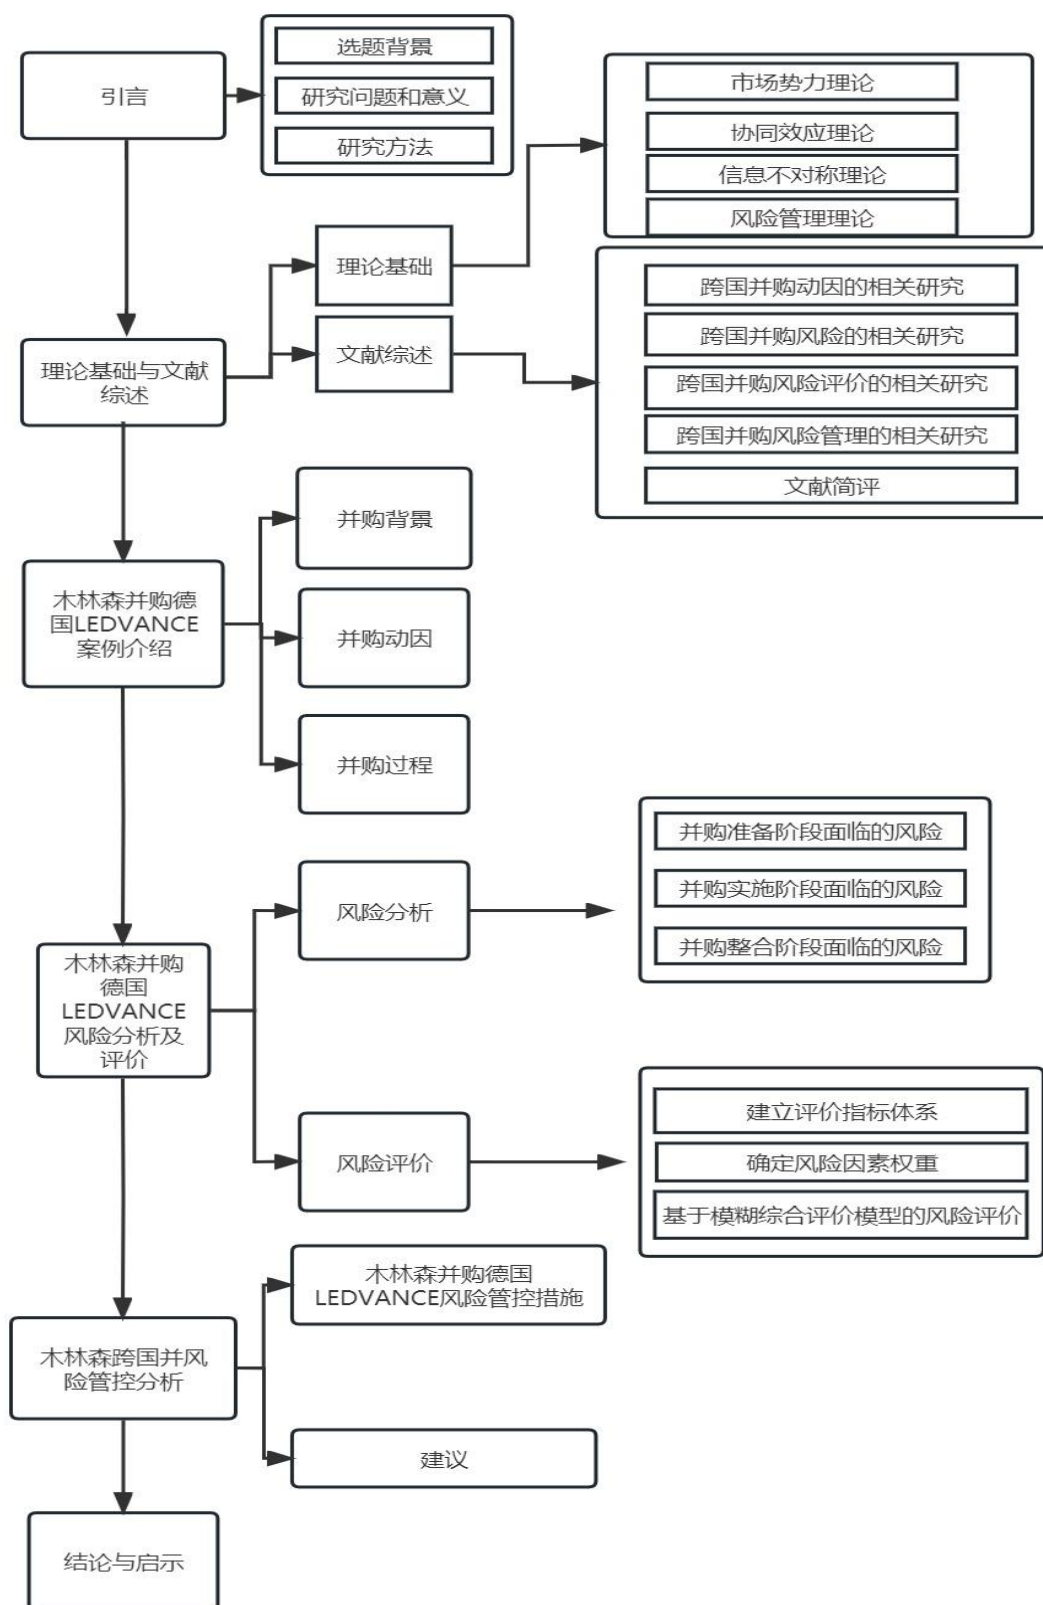 引言
选题背景
研究问题和意义
研究方法
理论基础与文献
综述
理论基础
市场势力理论
协同效应理论
信息不对称理论
风险管理理论
文献综述
跨国并购动因的相关研究
跨国并购风险的相关研究
跨国并购风险评价的相关研究
跨国并购风险管理的相关研究
文献简评
木林森并购德
国LEDVANCE
案例介绍
并购背景
并购动因
并购过程
木林森并购
德国
LEDVANCE
风险分析及
评价
风险分析
并购准备阶段面临的风险
并购实施阶段面临的风险
并购整合阶段面临的风险
风险评价
建立评价指标体系
确定风险因素权重
基于模糊综合评价模型的风险评价
木林森跨国并风
险管控分析
木林森并购德国
LEDVANCE风险管控措施
建议
结论与启示